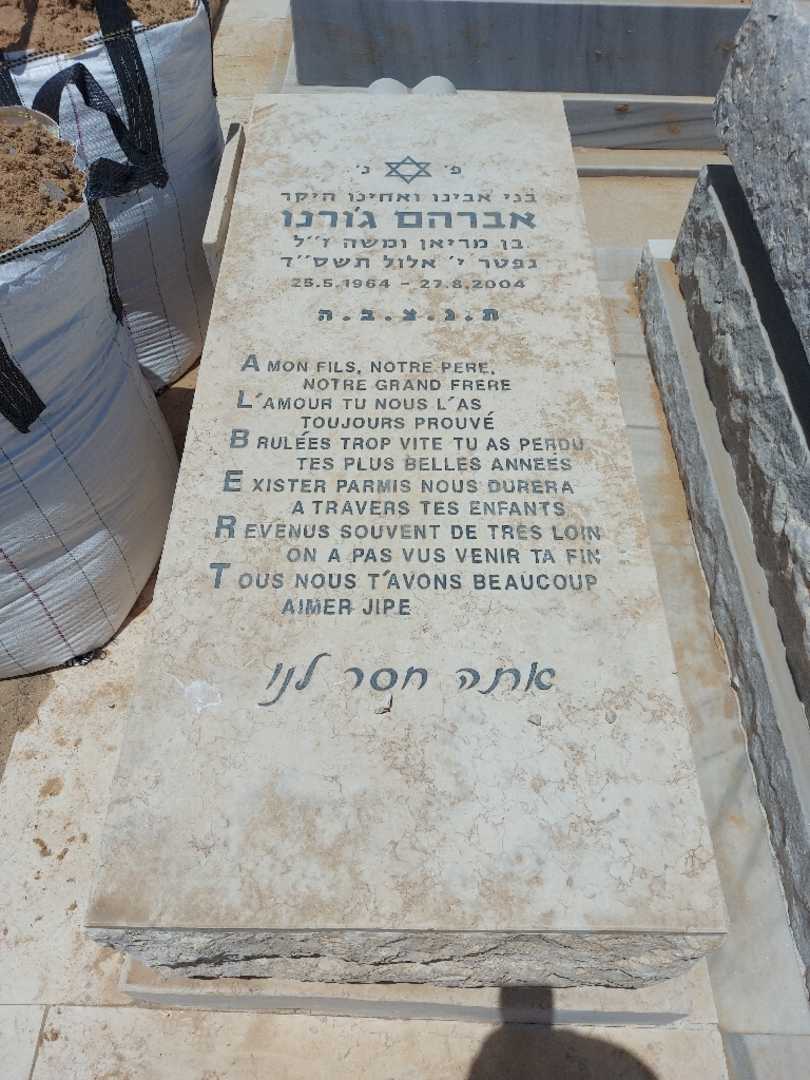 פ' נ'
בני אבינו ואחינו היקר
אברהם ג'ורנו
בן מריאן ומשה ז''ל
נפטר ז' אלול תשס''ד
25.5.1964 - 27.8.2004
ת.נ.צ.ב.ה
A MON FILS, NOTRE PERE,
NOTRE GRAND FRERE
L'AMOUR TU NOUS L'AS
TOUJOURS PROUVÉ
BRULÉES TROP VITE TU AS PERDU
TES PLUS BELLES ANNÉES
EXISTER PARMIS NOUS DURERA
A TRAVERS TES ENFANTS
REVENUS SOUVENT DE TRÈS LOIN
ON A PAS VUS VENIR TA FIN
TOUS NOUS T'AVONS BEAUCOUP
AIMER JIPE
אתה חסר לנו